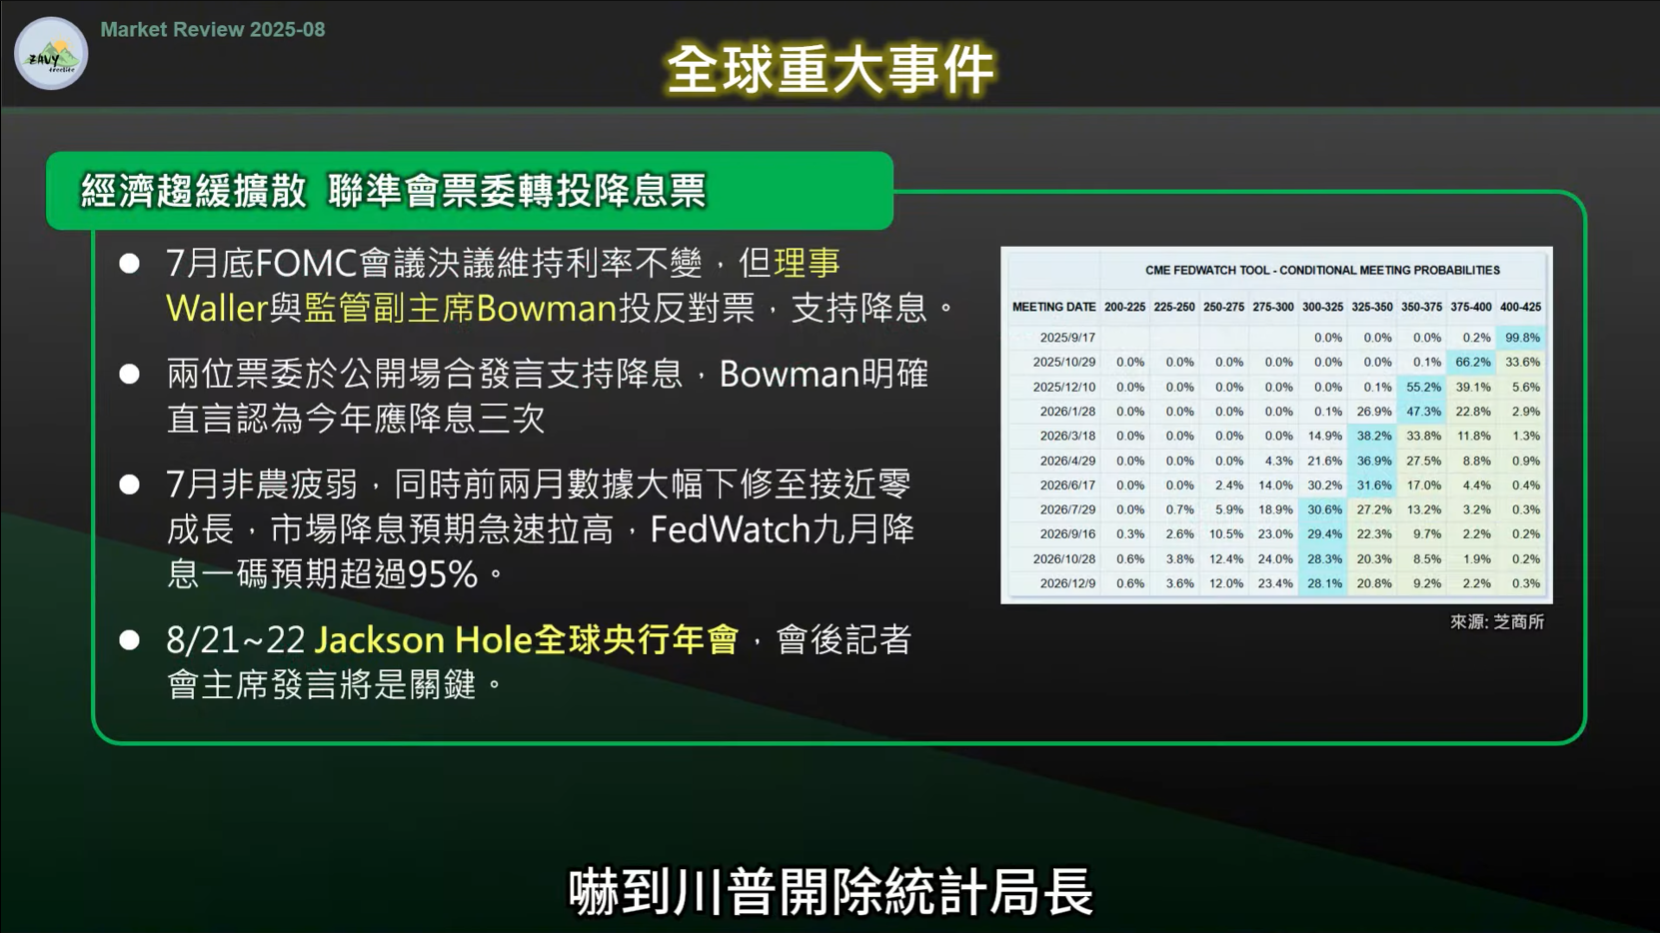 Market Review 2025-08
全球重大事件
經濟趨緩擴散 聯準會票委轉投降息票
● 7月底FOMC會議決議維持利率不變，但理事
Waller與監管副主席Bowman投反對票，支持降息。
● 兩位票委於公開場合發言支持降息，Bowman明確
直言認為今年應降息三次
● 7月非農疲弱，同時前兩月數據大幅下修至接近零
成長，市場降息預期急速拉高，FedWatch九月降
息一碼預期超過95%。
● 8/21~22 Jackson Hole全球央行年會，會後記者
會主席發言將是關鍵。
CME FEDWATCH TOOL - CONDITIONAL MEETING PROBABILITIES
MEETING DATE 200-225 225-250 250-275 275-300 300-325 325-350 350-375 375-400 400-425
2025/9/17 0.0% 0.0% 0.0% 0.2% 99.8%
2025/10/29 0.0% 0.0% 0.0% 0.0% 0.0% 0.0% 0.1% 66.2% 33.6%
2025/12/10 0.0% 0.0% 0.0% 0.0% 0.0% 0.1% 55.2% 39.1% 5.6%
2026/1/28 0.0% 0.0% 0.0% 0.0% 0.1% 26.9% 47.3% 22.8% 2.9%
2026/3/18 0.0% 0.0% 0.0% 0.0% 14.9% 38.2% 33.8% 11.8% 1.3%
2026/4/29 0.0% 0.0% 0.0% 4.3% 21.6% 36.9% 27.5% 8.8% 0.9%
2026/6/17 0.0% 0.0% 2.4% 14.0% 30.2% 31.6% 17.0% 4.4% 0.4%
2026/7/29 0.0% 0.7% 5.9% 18.9% 30.6% 27.2% 13.2% 3.2% 0.3%
2026/9/16 0.3% 2.6% 10.5% 23.0% 29.4% 22.3% 9.7% 2.2% 0.2%
2026/10/28 0.6% 3.8% 12.4% 24.0% 28.3% 20.3% 8.5% 1.9% 0.2%
2026/12/9 0.6% 3.6% 12.0% 23.4% 28.1% 20.8% 9.2% 2.2% 0.3%
來源: 芝商所
嚇到川普開除統計局長